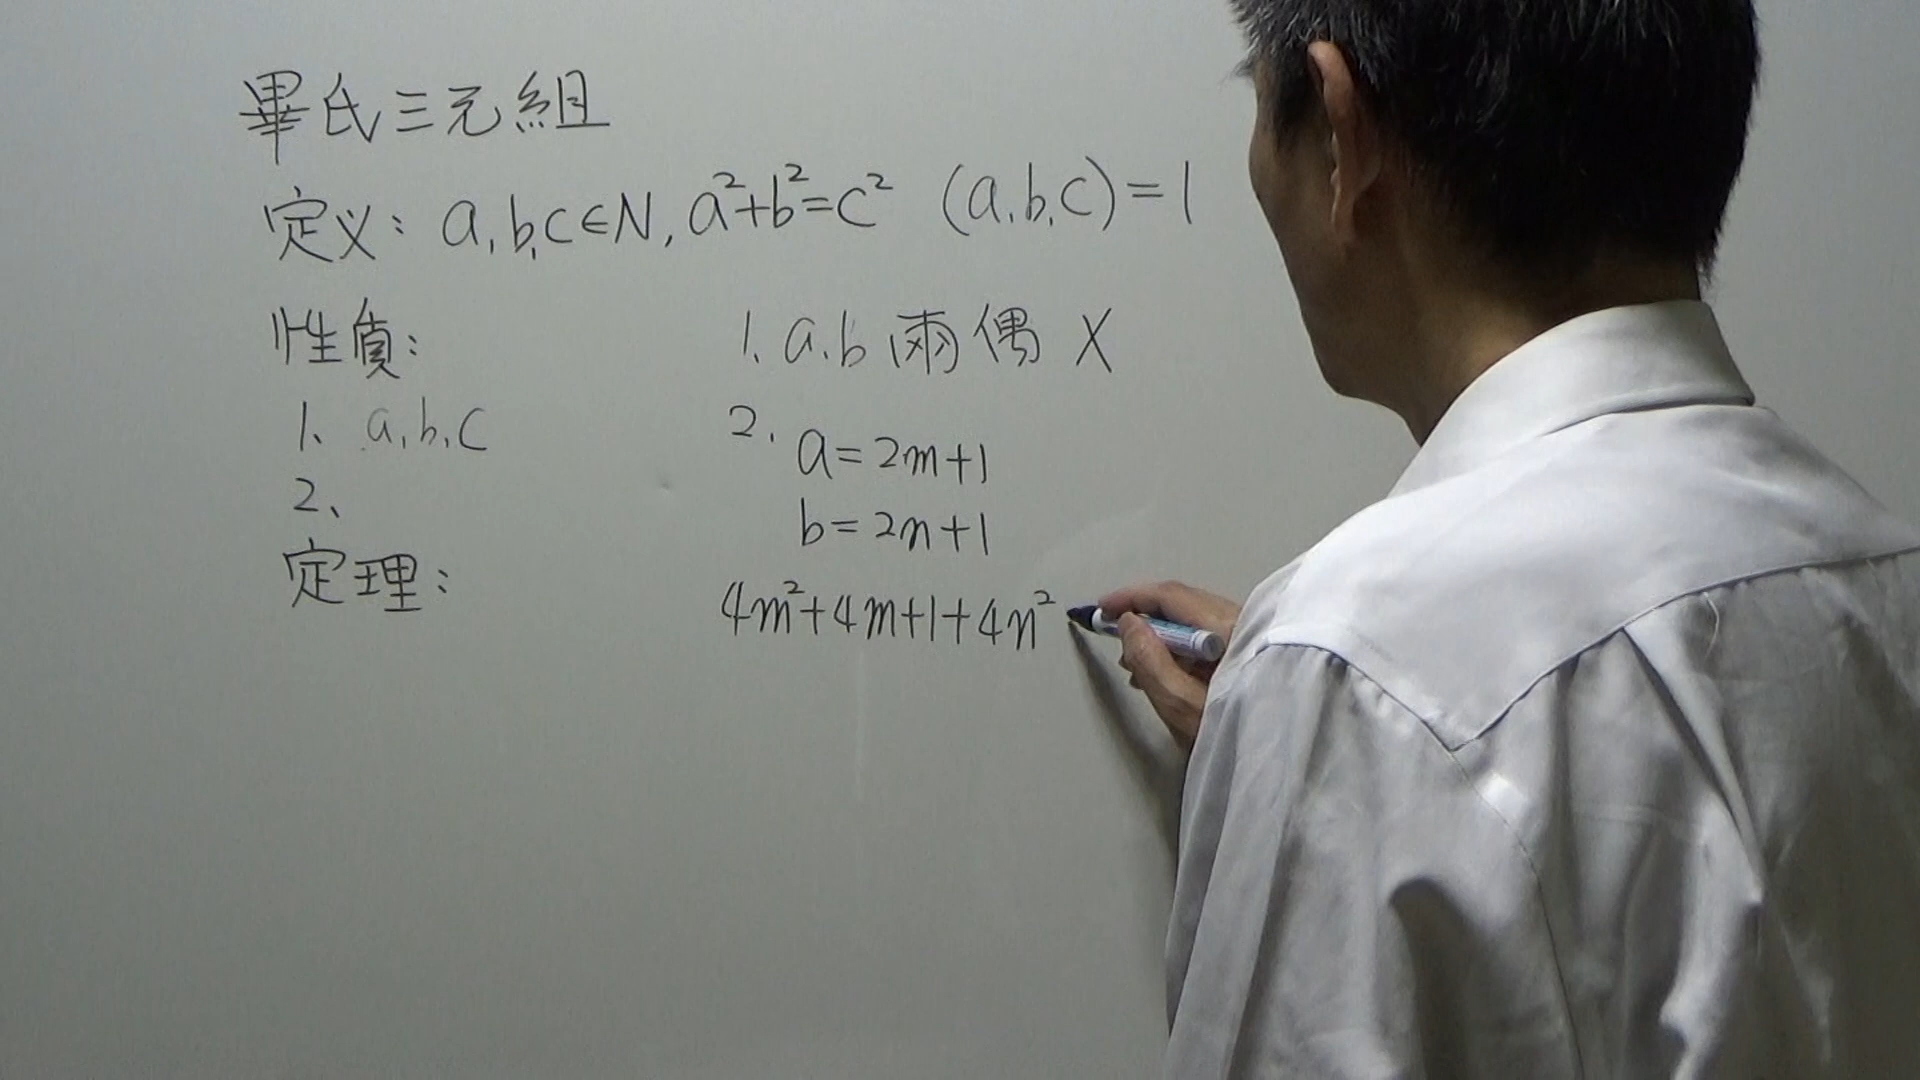 畢氏三元組
定义: a,b,c∈N, a²+b²=c² (a,b,c)=1
性質:
1、a,b,c
2、
定理:
1、a,b 兩偶 X
2、a=2m+1
b=2n+1
4m²+4m+1+4n²